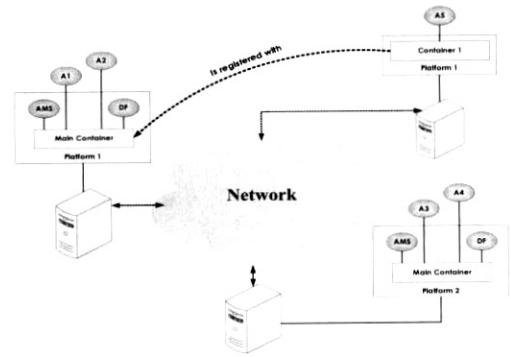 A5
Container 1
Platform 1
Is registered with
A2
A1
AMS
DF
Main Container
Platform 1
Network
A4
A3
AMS
DF
Main Container
Platform 2